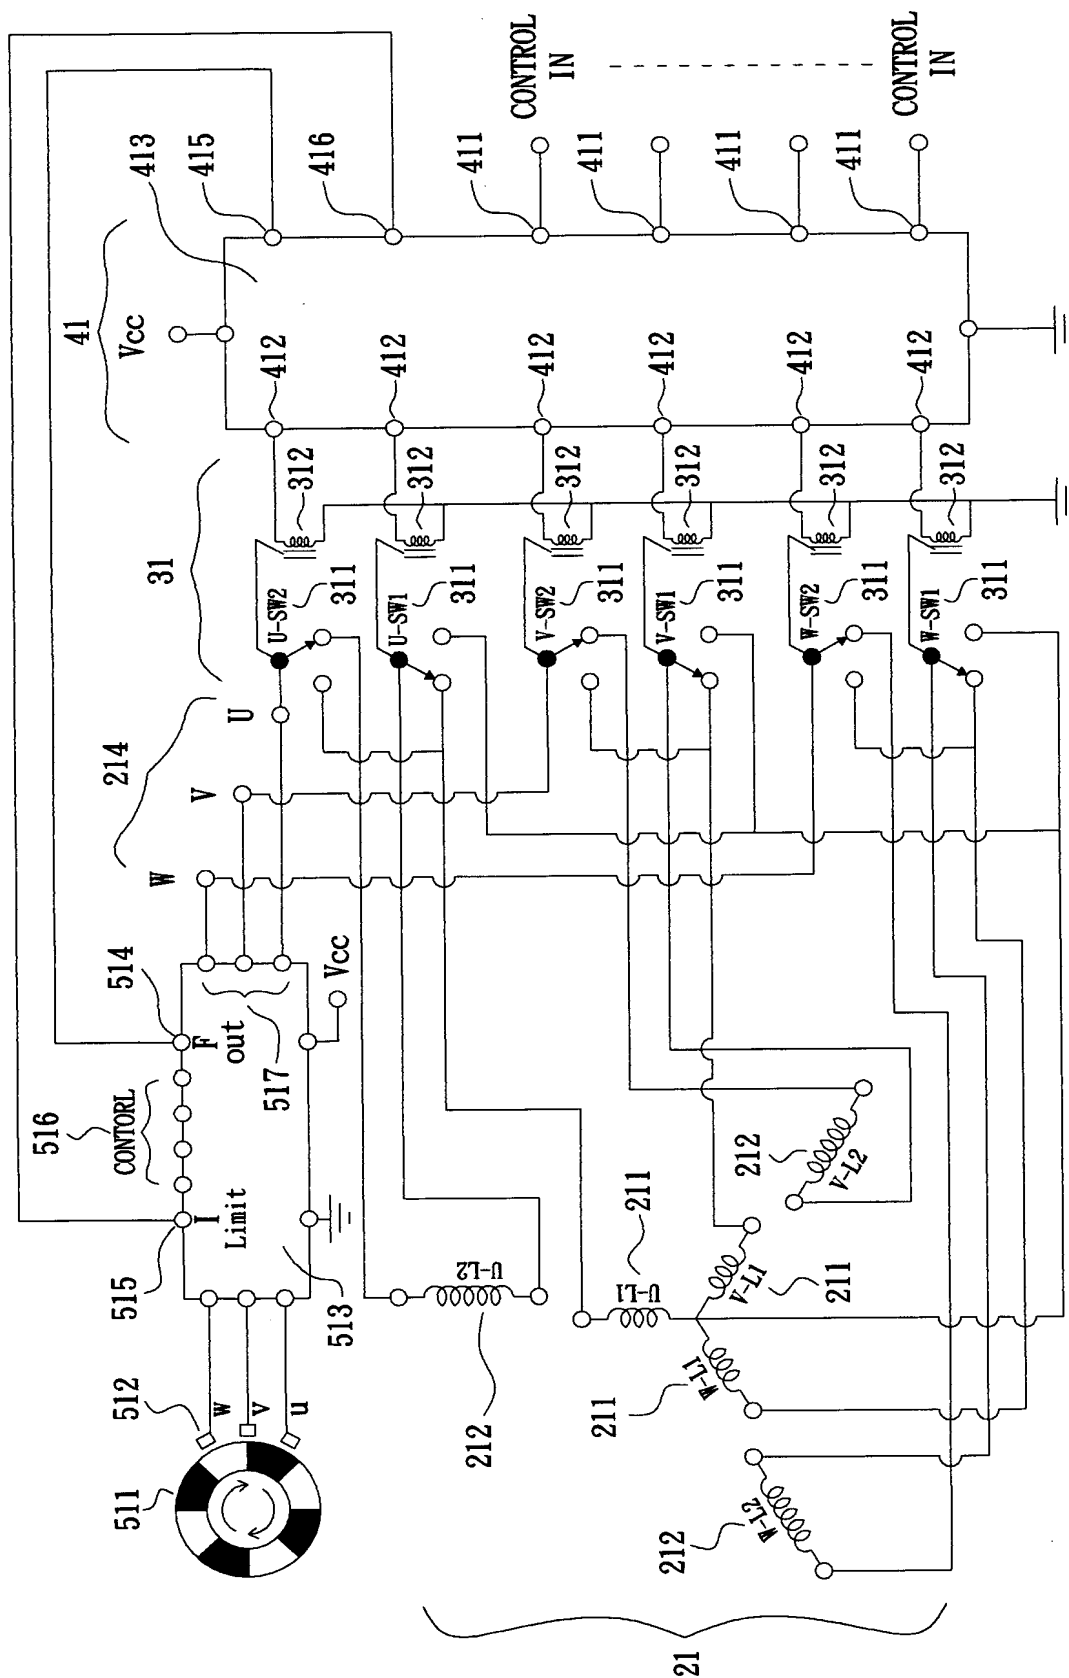 41
Vcc
413
415
416
411
CONTROL
IN
411
411
411
CONTROL
IN
412
412
412
412
412
412
31
312
312
312
312
312
312
U-SW2
311
U-SW1
311
V-SW2
311
V-SW1
311
W-SW2
311
W-SW1
311
214
U
V
W
514
F
out
517
Vcc
516
CONTORL
515
I
Limit
513
512
511
w
v
u
U-L2
212
211
U-L1
V-L1
211
W-L1
211
212
V-L2
W-L2
212
21